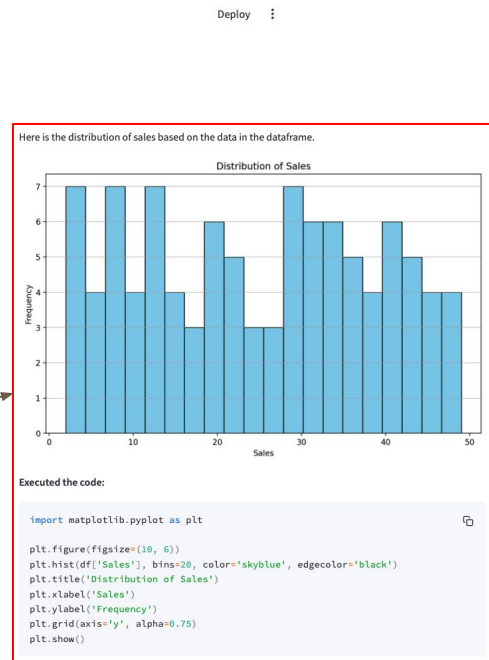 Deploy
Here is the distribution of sales based on the data in the dataframe.
Distribution of Sales
7
6
5
4
3
2
1
0
Frequency
0 10 20 30 40 50
Sales
Executed the code:
import matplotlib.pyplot as plt
plt.figure(figsize=(10, 6))
plt.hist(df['Sales'], bins=20, color='skyblue', edgecolor='black')
plt.title('Distribution of Sales')
plt.xlabel('Sales')
plt.ylabel('Frequency')
plt.grid(axis='y', alpha=0.75)
plt.show()